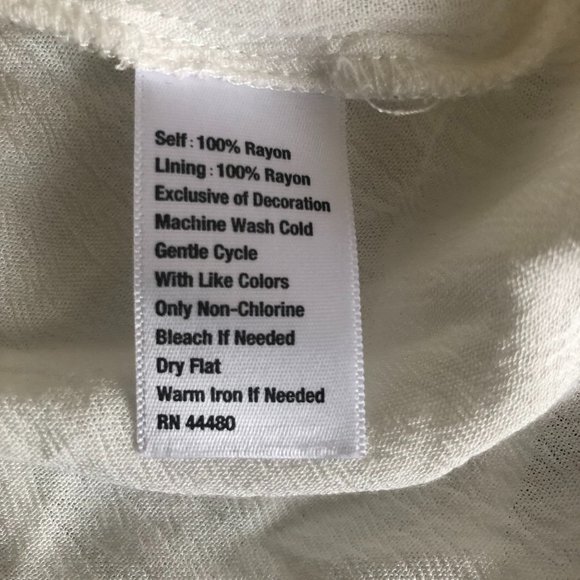 Self: 100% Rayon
Lining: 100% Rayon
Exclusive of Decoration
Machine Wash Cold
Gentle Cycle
With Like Colors
Only Non-Chlorine
Bleach If Needed
Dry Flat
Warm Iron If Needed
RN 44480